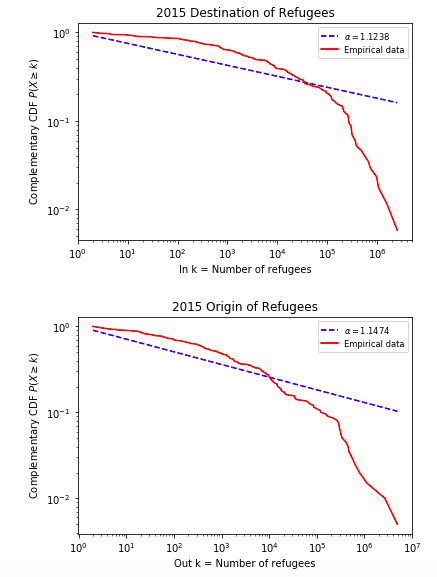 2015 Destination of Refugees
10⁰
10⁻¹
10⁻²
Complementary CDF P(X ≥ k)
α = 1.1238
Empirical data
10⁰ 10¹ 10² 10³ 10⁴ 10⁵ 10⁶
In k = Number of refugees
2015 Origin of Refugees
10⁰
10⁻¹
10⁻²
Complementary CDF P(X ≥ k)
α = 1.1474
Empirical data
10⁰ 10¹ 10² 10³ 10⁴ 10⁵ 10⁶ 10⁷
Out k = Number of refugees